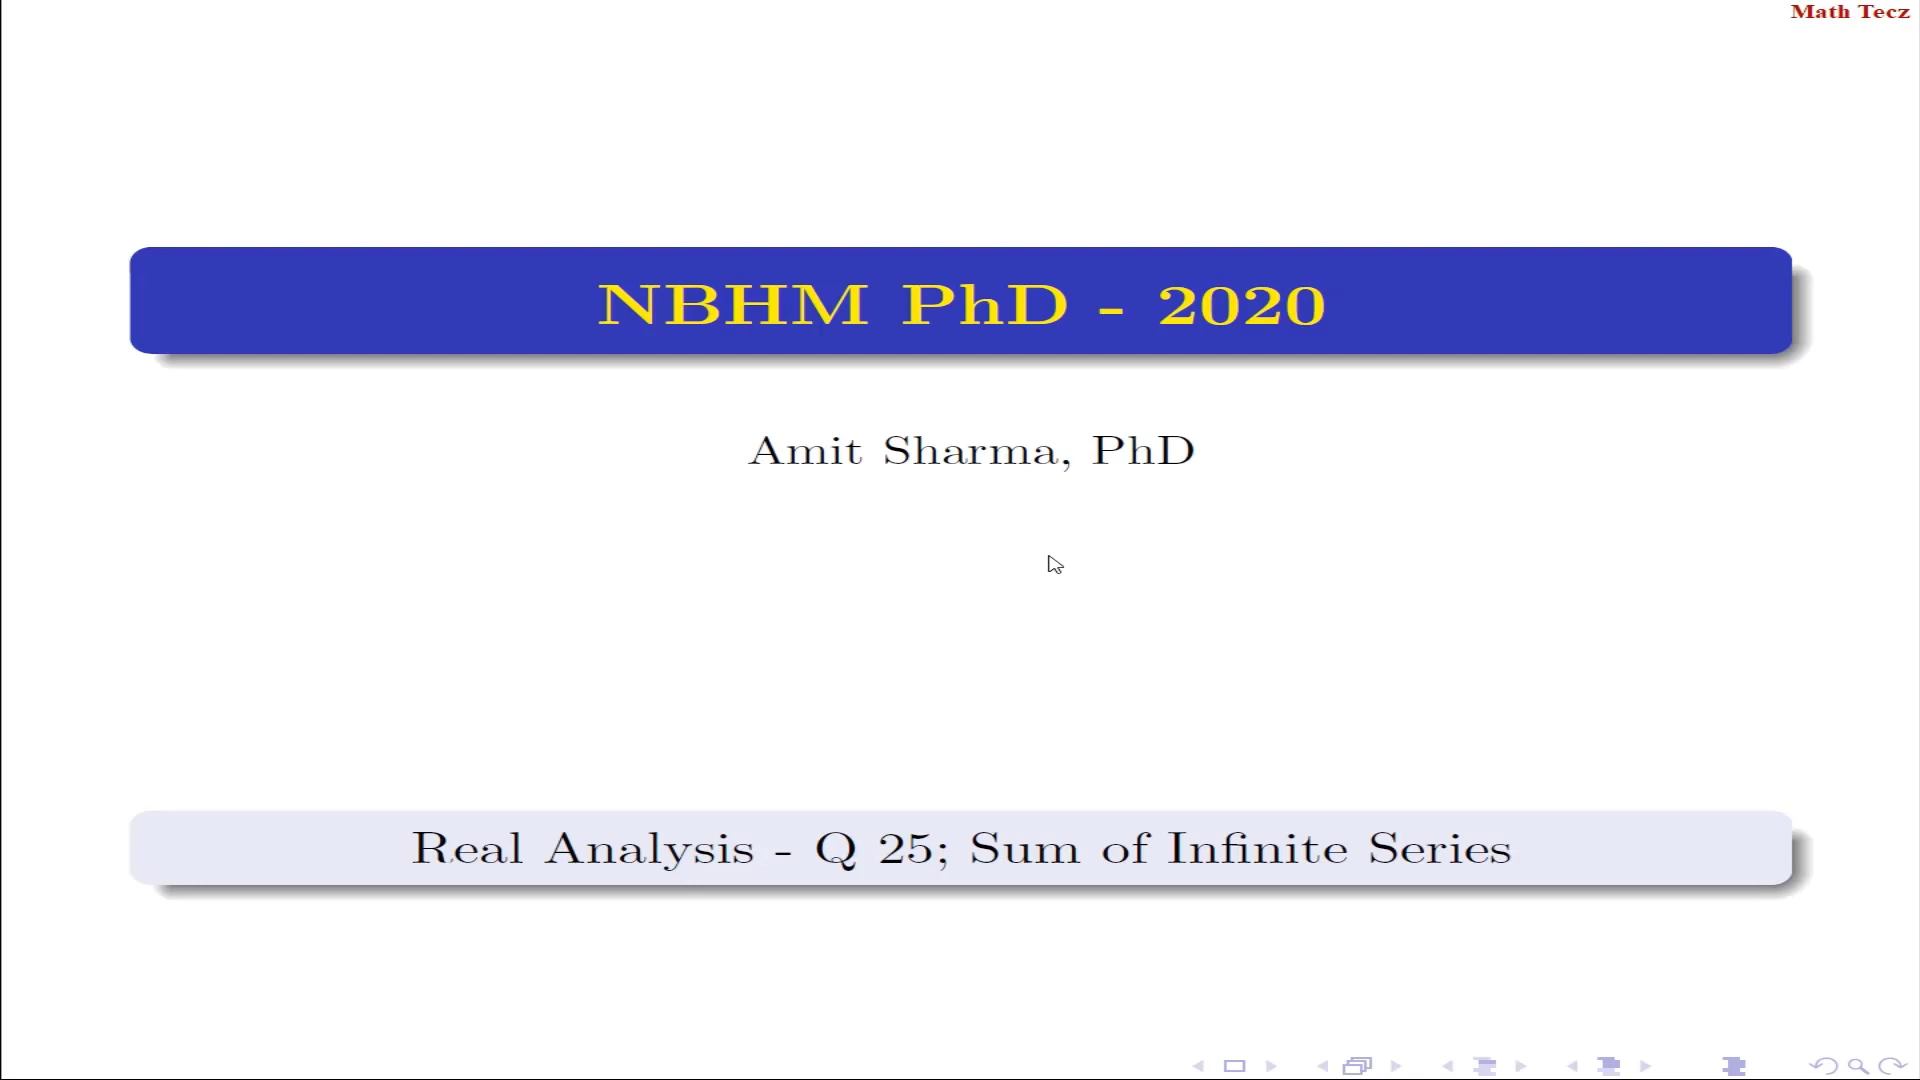 Math Tecz
NBHM PhD - 2020
Amit Sharma, PhD
Real Analysis - Q 25; Sum of Infinite Series